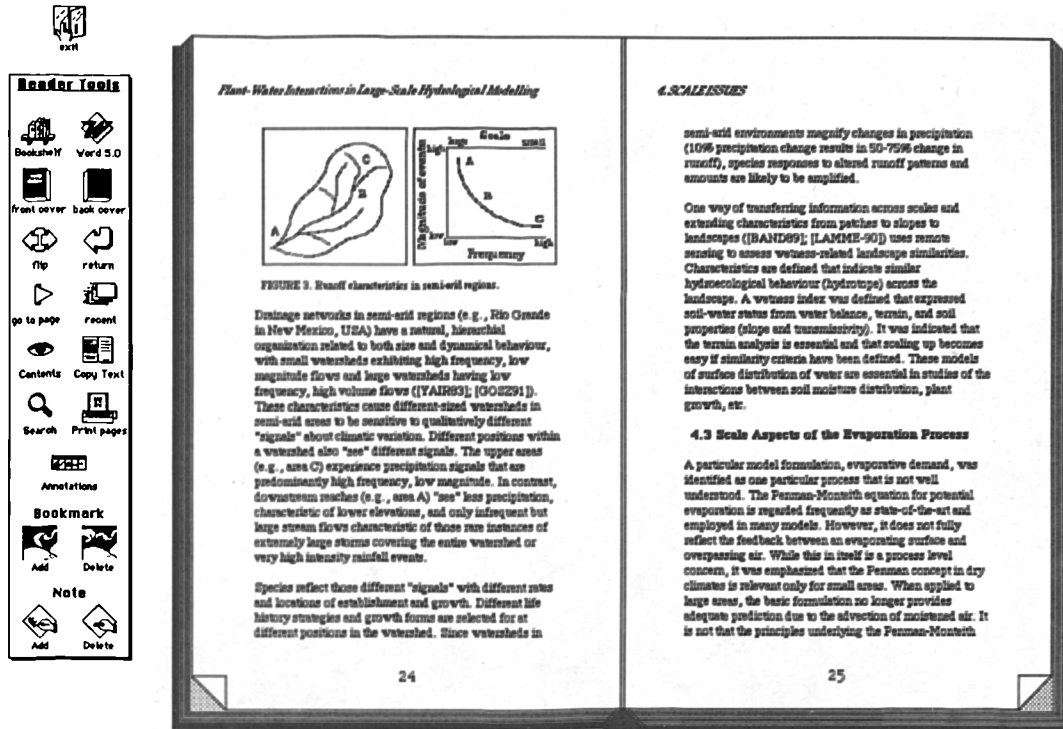 exit
Reader Tools
Bookshelf Word 5.0
front cover back cover
flip return
go to page recent
Contents Copy Text
Search Print pages
Annotations
Bookmark
Add Delete
Note
Add Delete
Plant-Water Interactions in Large-Scale Hydrological Modelling
A
B
C
Scale
large small
high
Magnitude of events
A
B
C
low
low high
Frequency
FIGURE 3. Runoff characteristics in semi-arid regions.
Drainage networks in semi-arid regions (e.g., Rio Grande
in New Mexico, USA) have a natural, hierarchial
organization related to both size and dynamical behaviour,
with small watersheds exhibiting high frequency, low
magnitude flows and large watersheds having low
frequency, high volume flows ([YAIR83]; [GOSZ91]).
These characteristics cause different-sized watersheds in
semi-arid areas to be sensitive to qualitatively different
"signals" about climatic variation. Different positions within
a watershed also "see" different signals. The upper areas
(e.g., area C) experience precipitation signals that are
predominantly high frequency, low magnitude. In contrast,
downstream reaches (e.g., area A) "see" less precipitation,
characteristic of lower elevations, and only infrequent but
large stream flows characteristic of those rare instances of
extremely large storms covering the entire watershed or
very high intensity rainfall events.
Species reflect those different "signals" with different rates
and locations of establishment and growth. Different life
history strategies and growth forms are selected for at
different positions in the watershed. Since watersheds in
24
4. SCALE ISSUES
semi-arid environments magnify changes in precipitation
(10% precipitation change results in 50-75% change in
runoff), species responses to altered runoff patterns and
amounts are likely to be amplified.
One way of transferring information across scales and
extending characteristics from patches to slopes to
landscapes ([BAND89]; [LAMME-90]) uses remote
sensing to assess wetness-related landscape similarities.
Characteristics are defined that indicate similar
hydroecological behaviour (hydrotope) across the
landscape. A wetness index was defined that expressed
soil-water status from water balance, terrain, and soil
properties (slope and transmissivity). It was indicated that
the terrain analysis is essential and that scaling up becomes
easy if similarity criteria have been defined. These models
of surface distribution of water are essential in studies of the
interactions between soil moisture distribution, plant
growth, etc.
4.3 Scale Aspects of the Evaporation Process
A particular model formulation, evaporative demand, was
identified as one particular process that is not well
understood. The Penman-Monteith equation for potential
evaporation is regarded frequently as state-of-the-art and
employed in many models. However, it does not fully
reflect the feedback between an evaporating surface and
overpassing air. While this in itself is a process level
concern, it was emphasized that the Penman concept in dry
climates is relevant only for small areas. When applied to
large areas, the basic formulation no longer provides
adequate prediction due to the advection of moistened air. It
is not that the principles underlying the Penman-Monteith
25